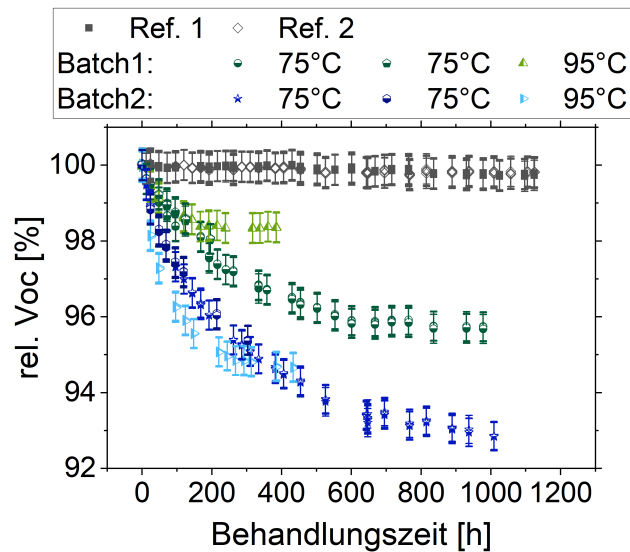 Ref. 1 Ref. 2
Batch1: 75°C 75°C 95°C
Batch2: 75°C 75°C 95°C
100
98
96
94
92
rel. Voc [%]
0 200 400 600 800 1000 1200
Behandlungszeit [h]